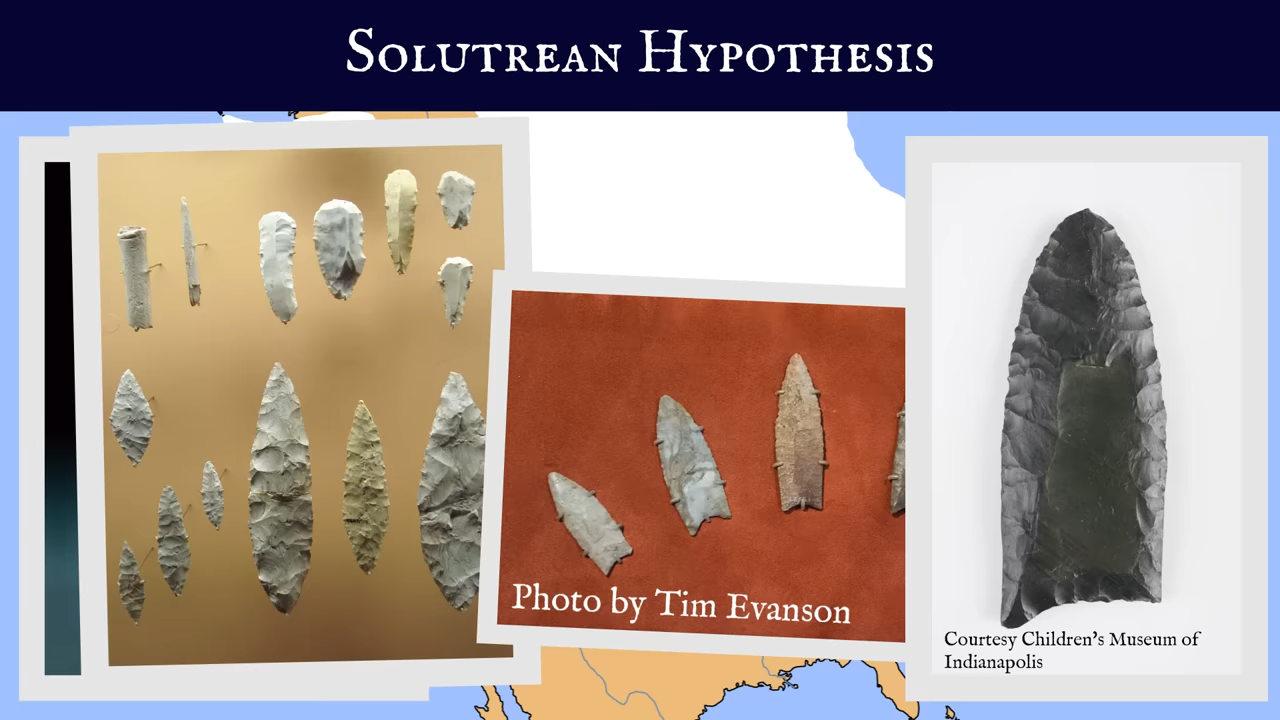 Solutrean Hypothesis
Photo by Tim Evanson
Courtesy Children's Museum of
Indianapolis